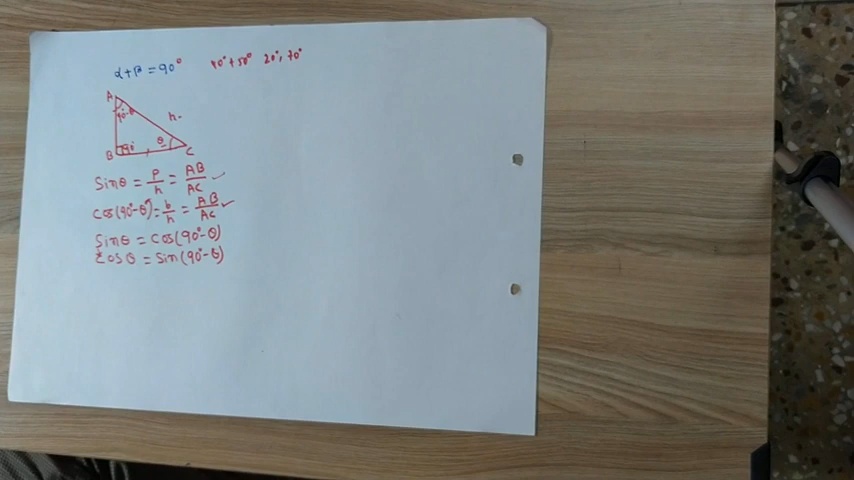 α+β=90° 40°+50° 20°, 70°
A
90°-θ h
B 90° θ C
Sinθ = p/h = AB/AC ✓
Cos(90°-θ) = b/h = AB/AC ✓
Sinθ = Cos(90°-θ)
Cosθ = Sin(90°-θ)